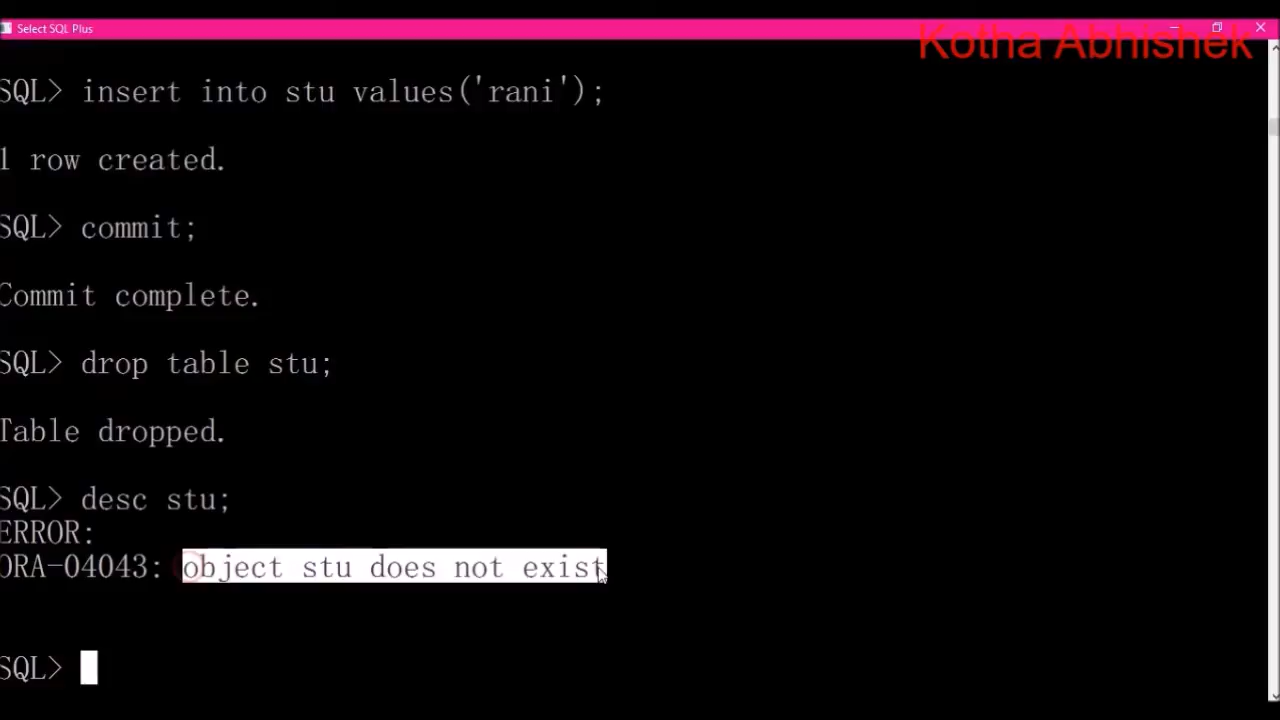 Select SQL Plus
Kotha Abhishek
SQL> insert into stu values('rani');
1 row created.
SQL> commit;
Commit complete.
SQL> drop table stu;
Table dropped.
SQL> desc stu;
ERROR:
ORA-04043: object stu does not exist
SQL>